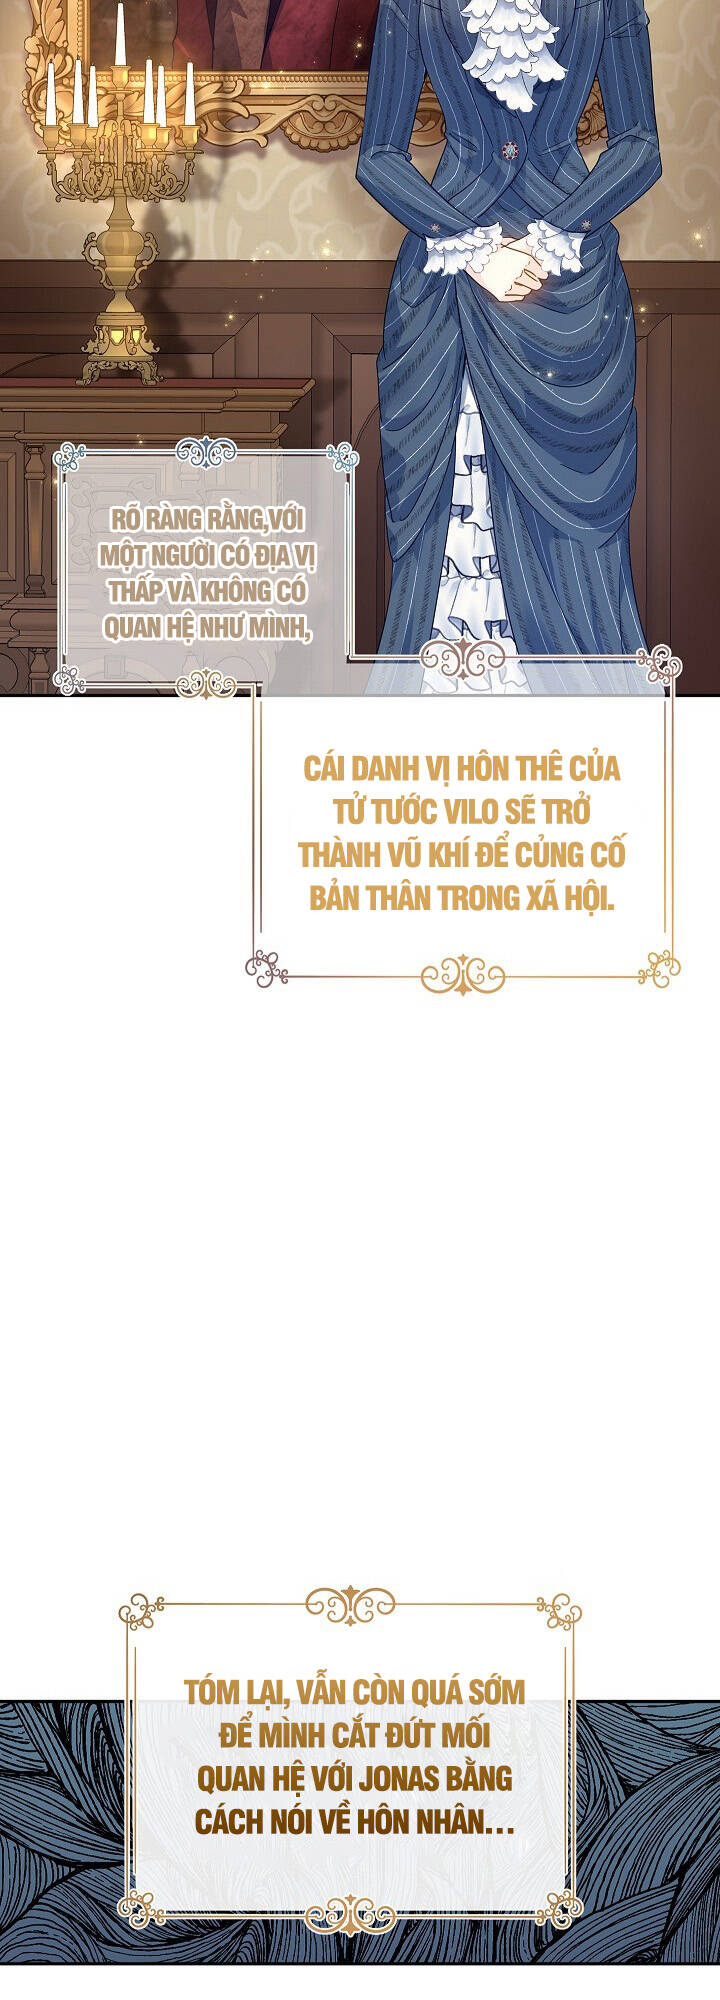 RÕ RÀNG RẰNG,VỚI
MỘT NGƯỜI CÓ ĐỊA VỊ
THẤP VÀ KHÔNG CÓ
QUAN HỆ NHƯ MÌNH,
CÁI DANH VỊ HÔN THÊ CỦA
TỬ TƯỚC VILO SẼ TRỞ
THÀNH VŨ KHÍ ĐỂ CỦNG CỐ
BẢN THÂN TRONG XÃ HỘI.
TÓM LẠI, VẪN CÒN QUÁ SỚM
ĐỂ MÌNH CẮT ĐỨT MỐI
QUAN HỆ VỚI JONAS BẰNG
CÁCH NÓI VỀ HÔN NHÂN...